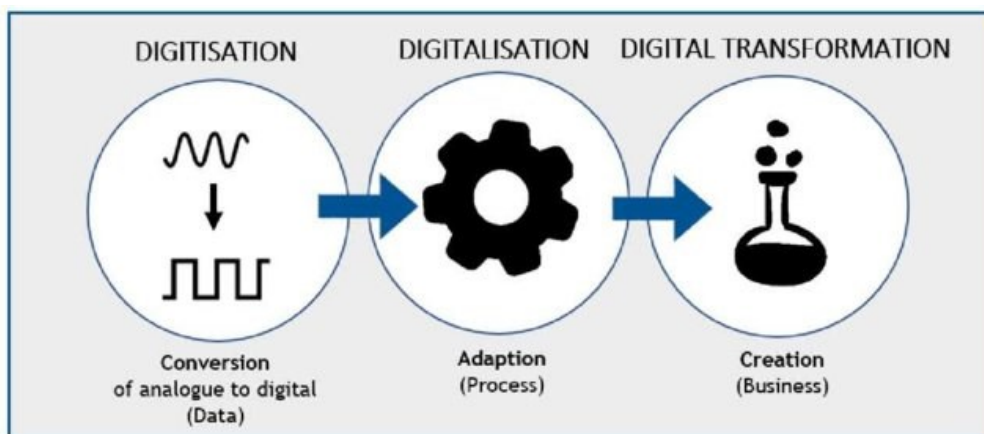 DIGITISATION
DIGITALISATION
DIGITAL TRANSFORMATION
Conversion
of analogue to digital
(Data)
Adaption
(Process)
Creation
(Business)